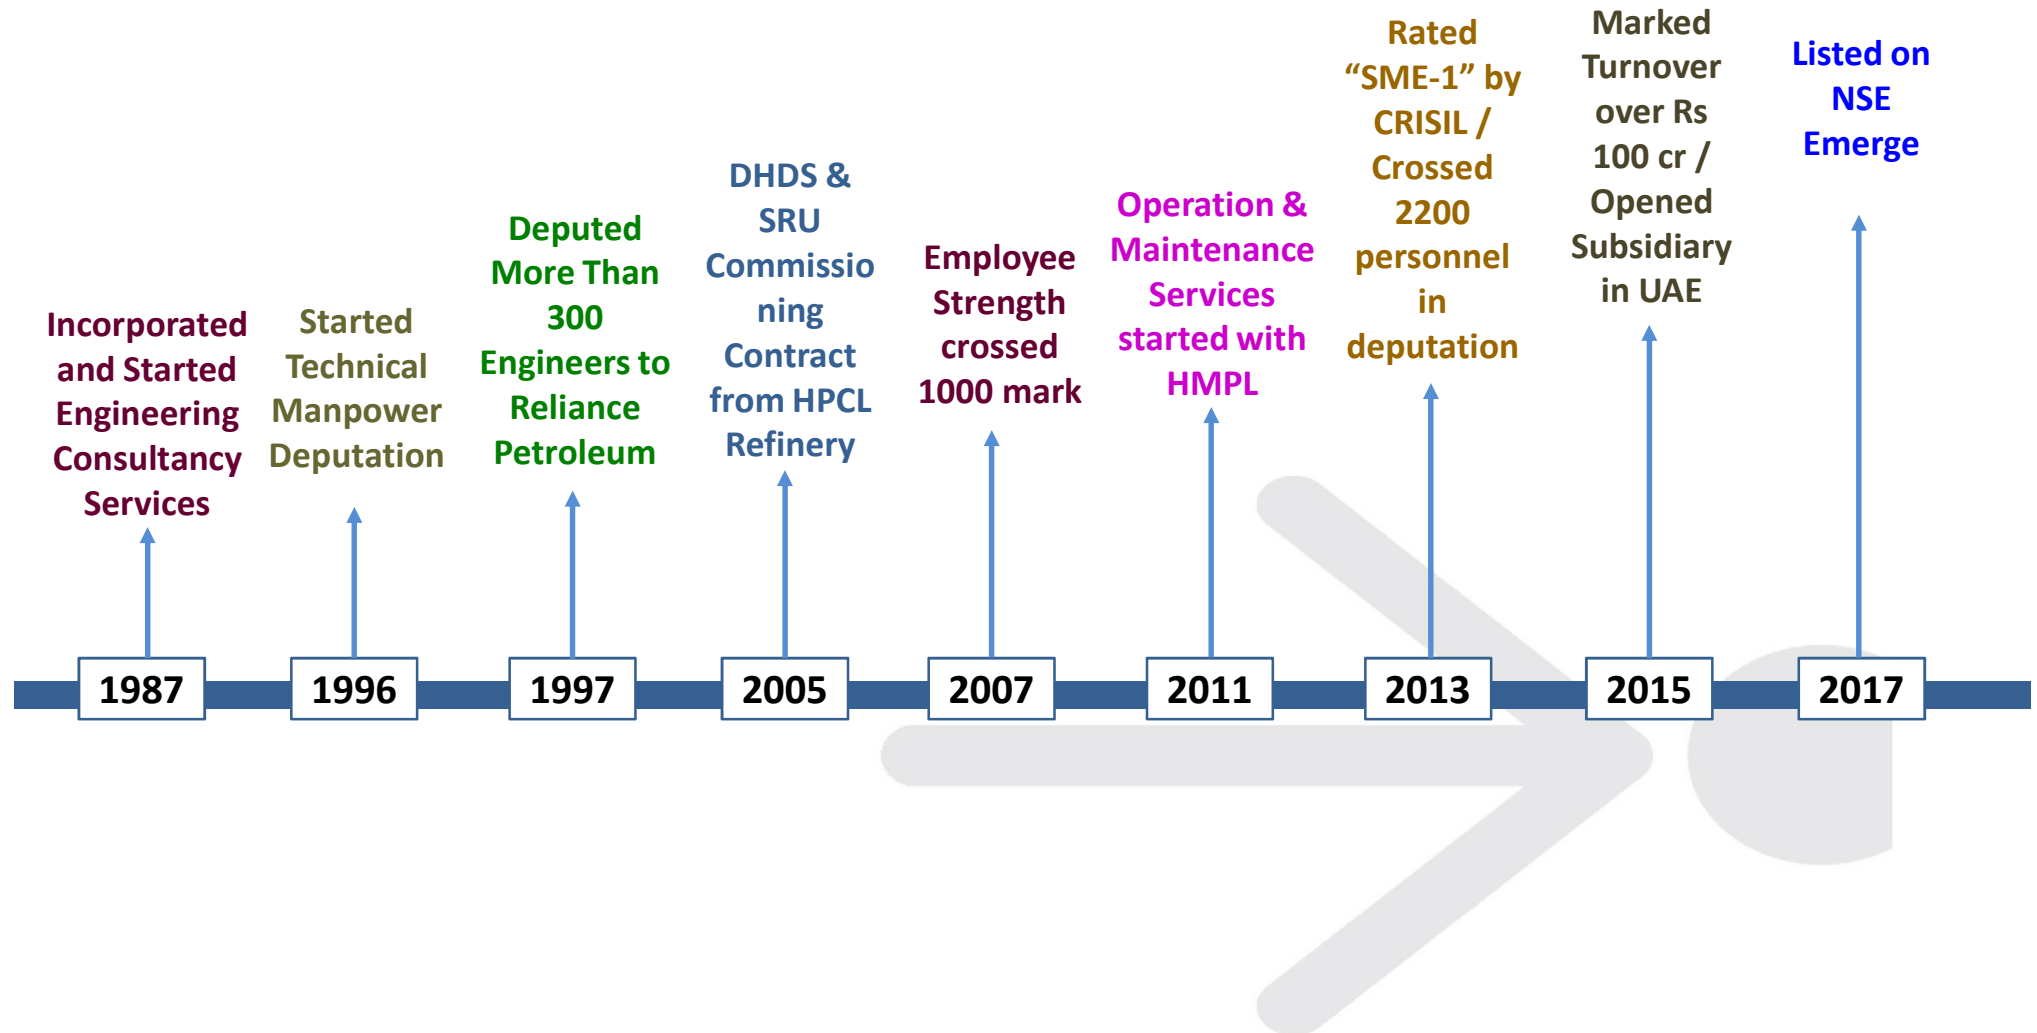 Incorporated
and Started
Engineering
Consultancy
Services
Started
Technical
Manpower
Deputation
Deputed
More Than
300
Engineers to
Reliance
Petroleum
DHDS &
SRU
Commissio
ning
Contract
from HPCL
Refinery
Employee
Strength
crossed
1000 mark
Operation &
Maintenance
Services
started with
HMPL
Rated
“SME-1” by
CRISIL /
Crossed
2200
personnel
in
deputation
Marked
Turnover
over Rs
100 cr /
Opened
Subsidiary
in UAE
Listed on
NSE
Emerge
1987
1996
1997
2005
2007
2011
2013
2015
2017